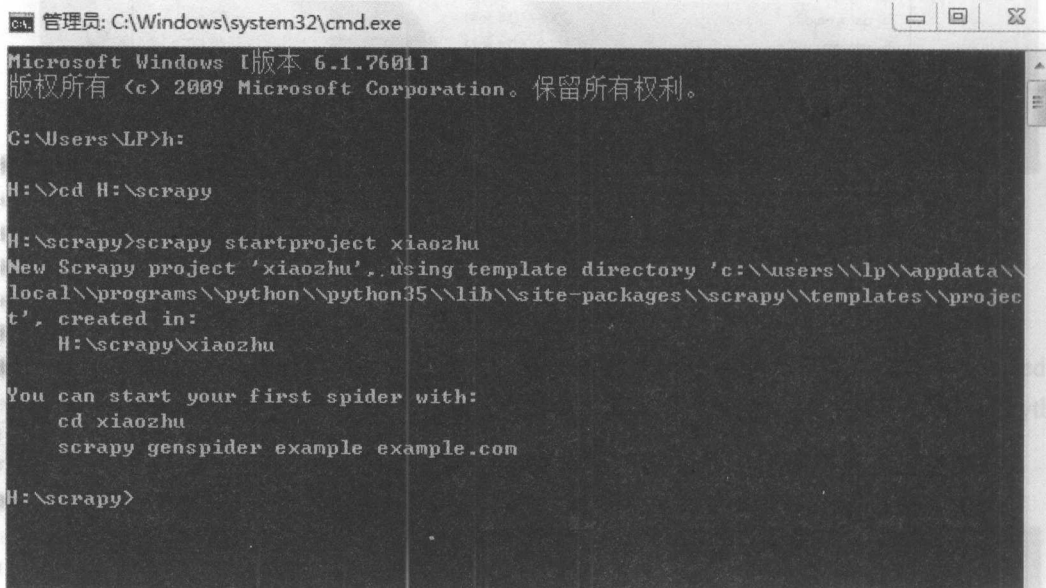 管理员: C:\Windows\system32\cmd.exe
Microsoft Windows [版本 6.1.7601]
版权所有 (c) 2009 Microsoft Corporation。保留所有权利。
C:\Users\LP>h:
H:\>cd H:\scrapy
H:\scrapy>scrapy startproject xiaozhu
New Scrapy project 'xiaozhu', using template directory 'c:\\users\\lp\\appdata\\
local\\programs\\python\\python35\\lib\\site-packages\\scrapy\\templates\\projec
t', created in:
    H:\scrapy\xiaozhu
You can start your first spider with:
    cd xiaozhu
    scrapy genspider example example.com
H:\scrapy>